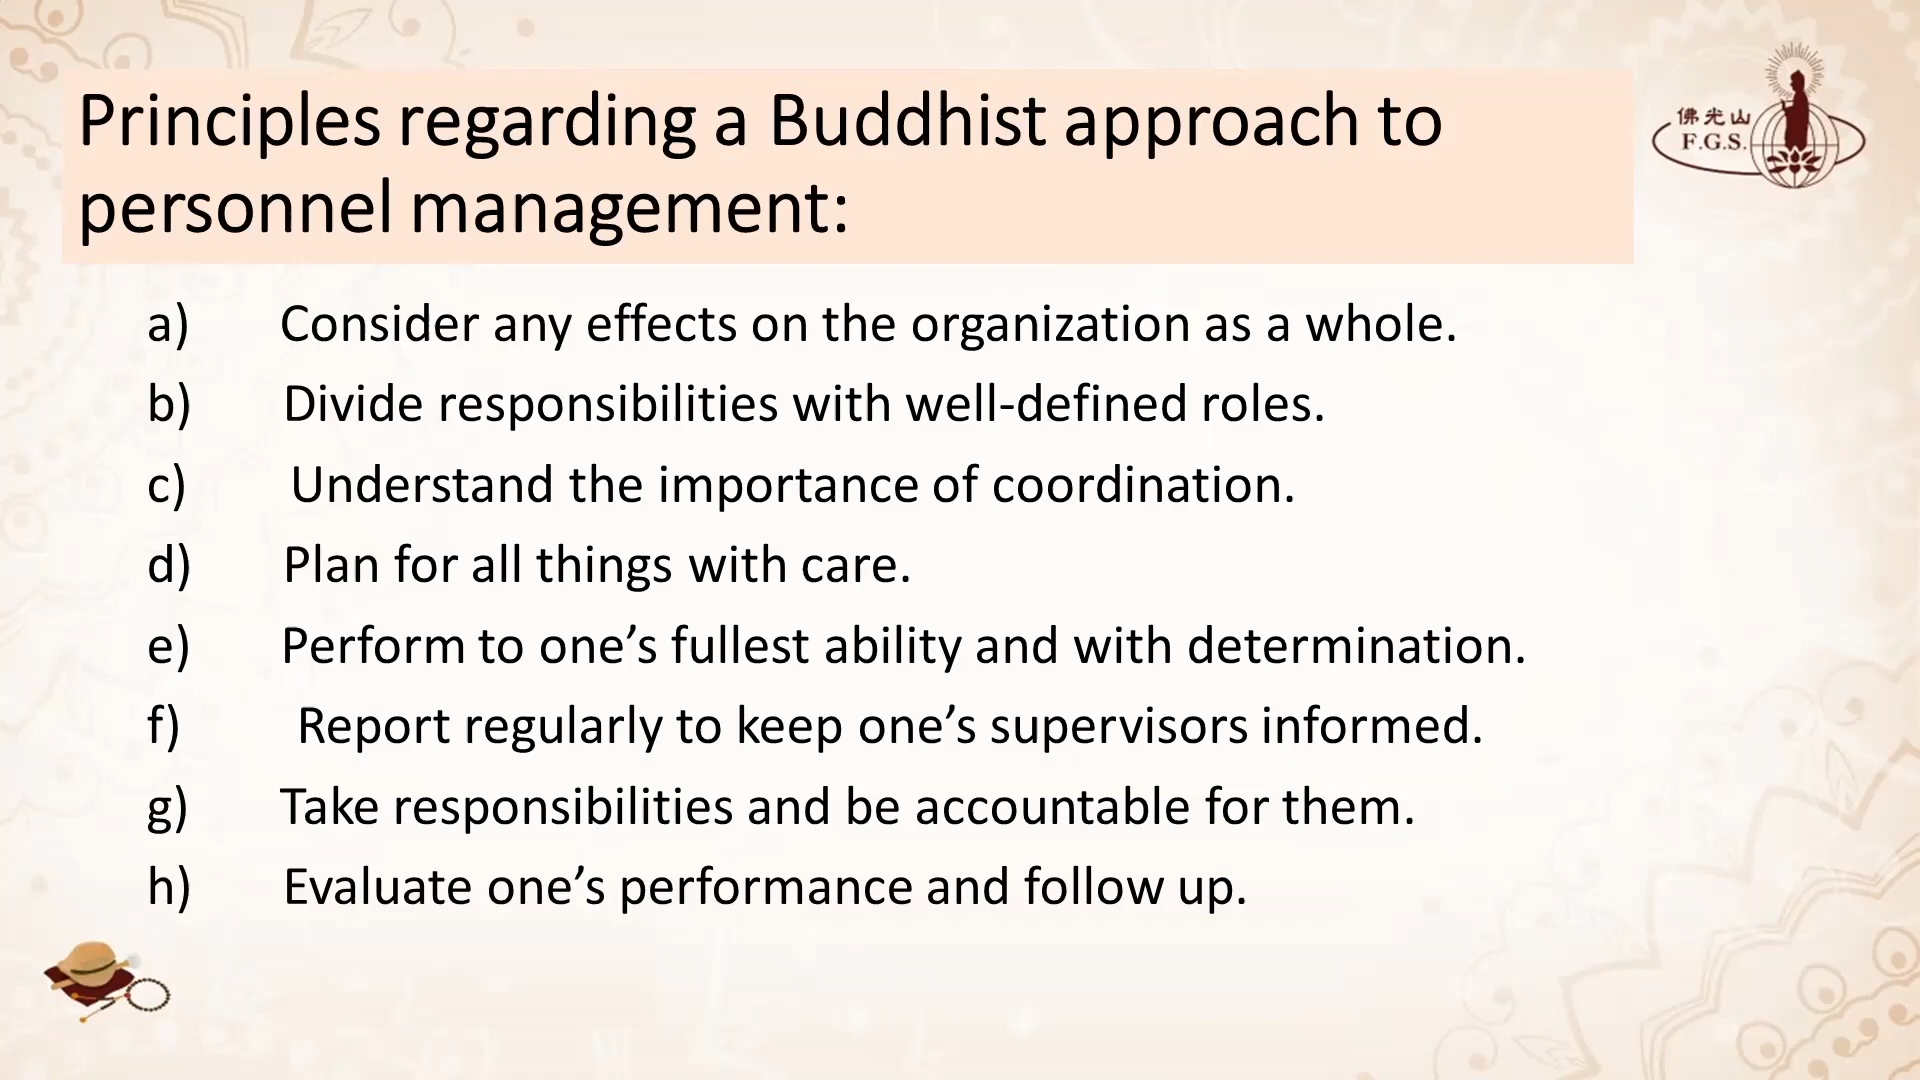 Principles regarding a Buddhist approach to
personnel management:
佛光山
F.G.S.
a) Consider any effects on the organization as a whole.
b) Divide responsibilities with well-defined roles.
c) Understand the importance of coordination.
d) Plan for all things with care.
e) Perform to one’s fullest ability and with determination.
f) Report regularly to keep one’s supervisors informed.
g) Take responsibilities and be accountable for them.
h) Evaluate one’s performance and follow up.